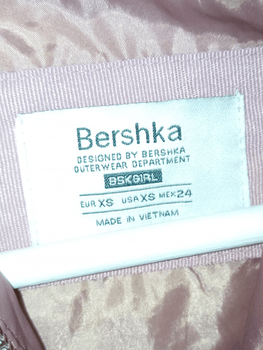 Bershka
DESIGNED BY BERSHKA
OUTERWEAR DEPARTMENT
BSKGIRL
EUR XS USA XS MEX 24
MADE IN VIETNAM